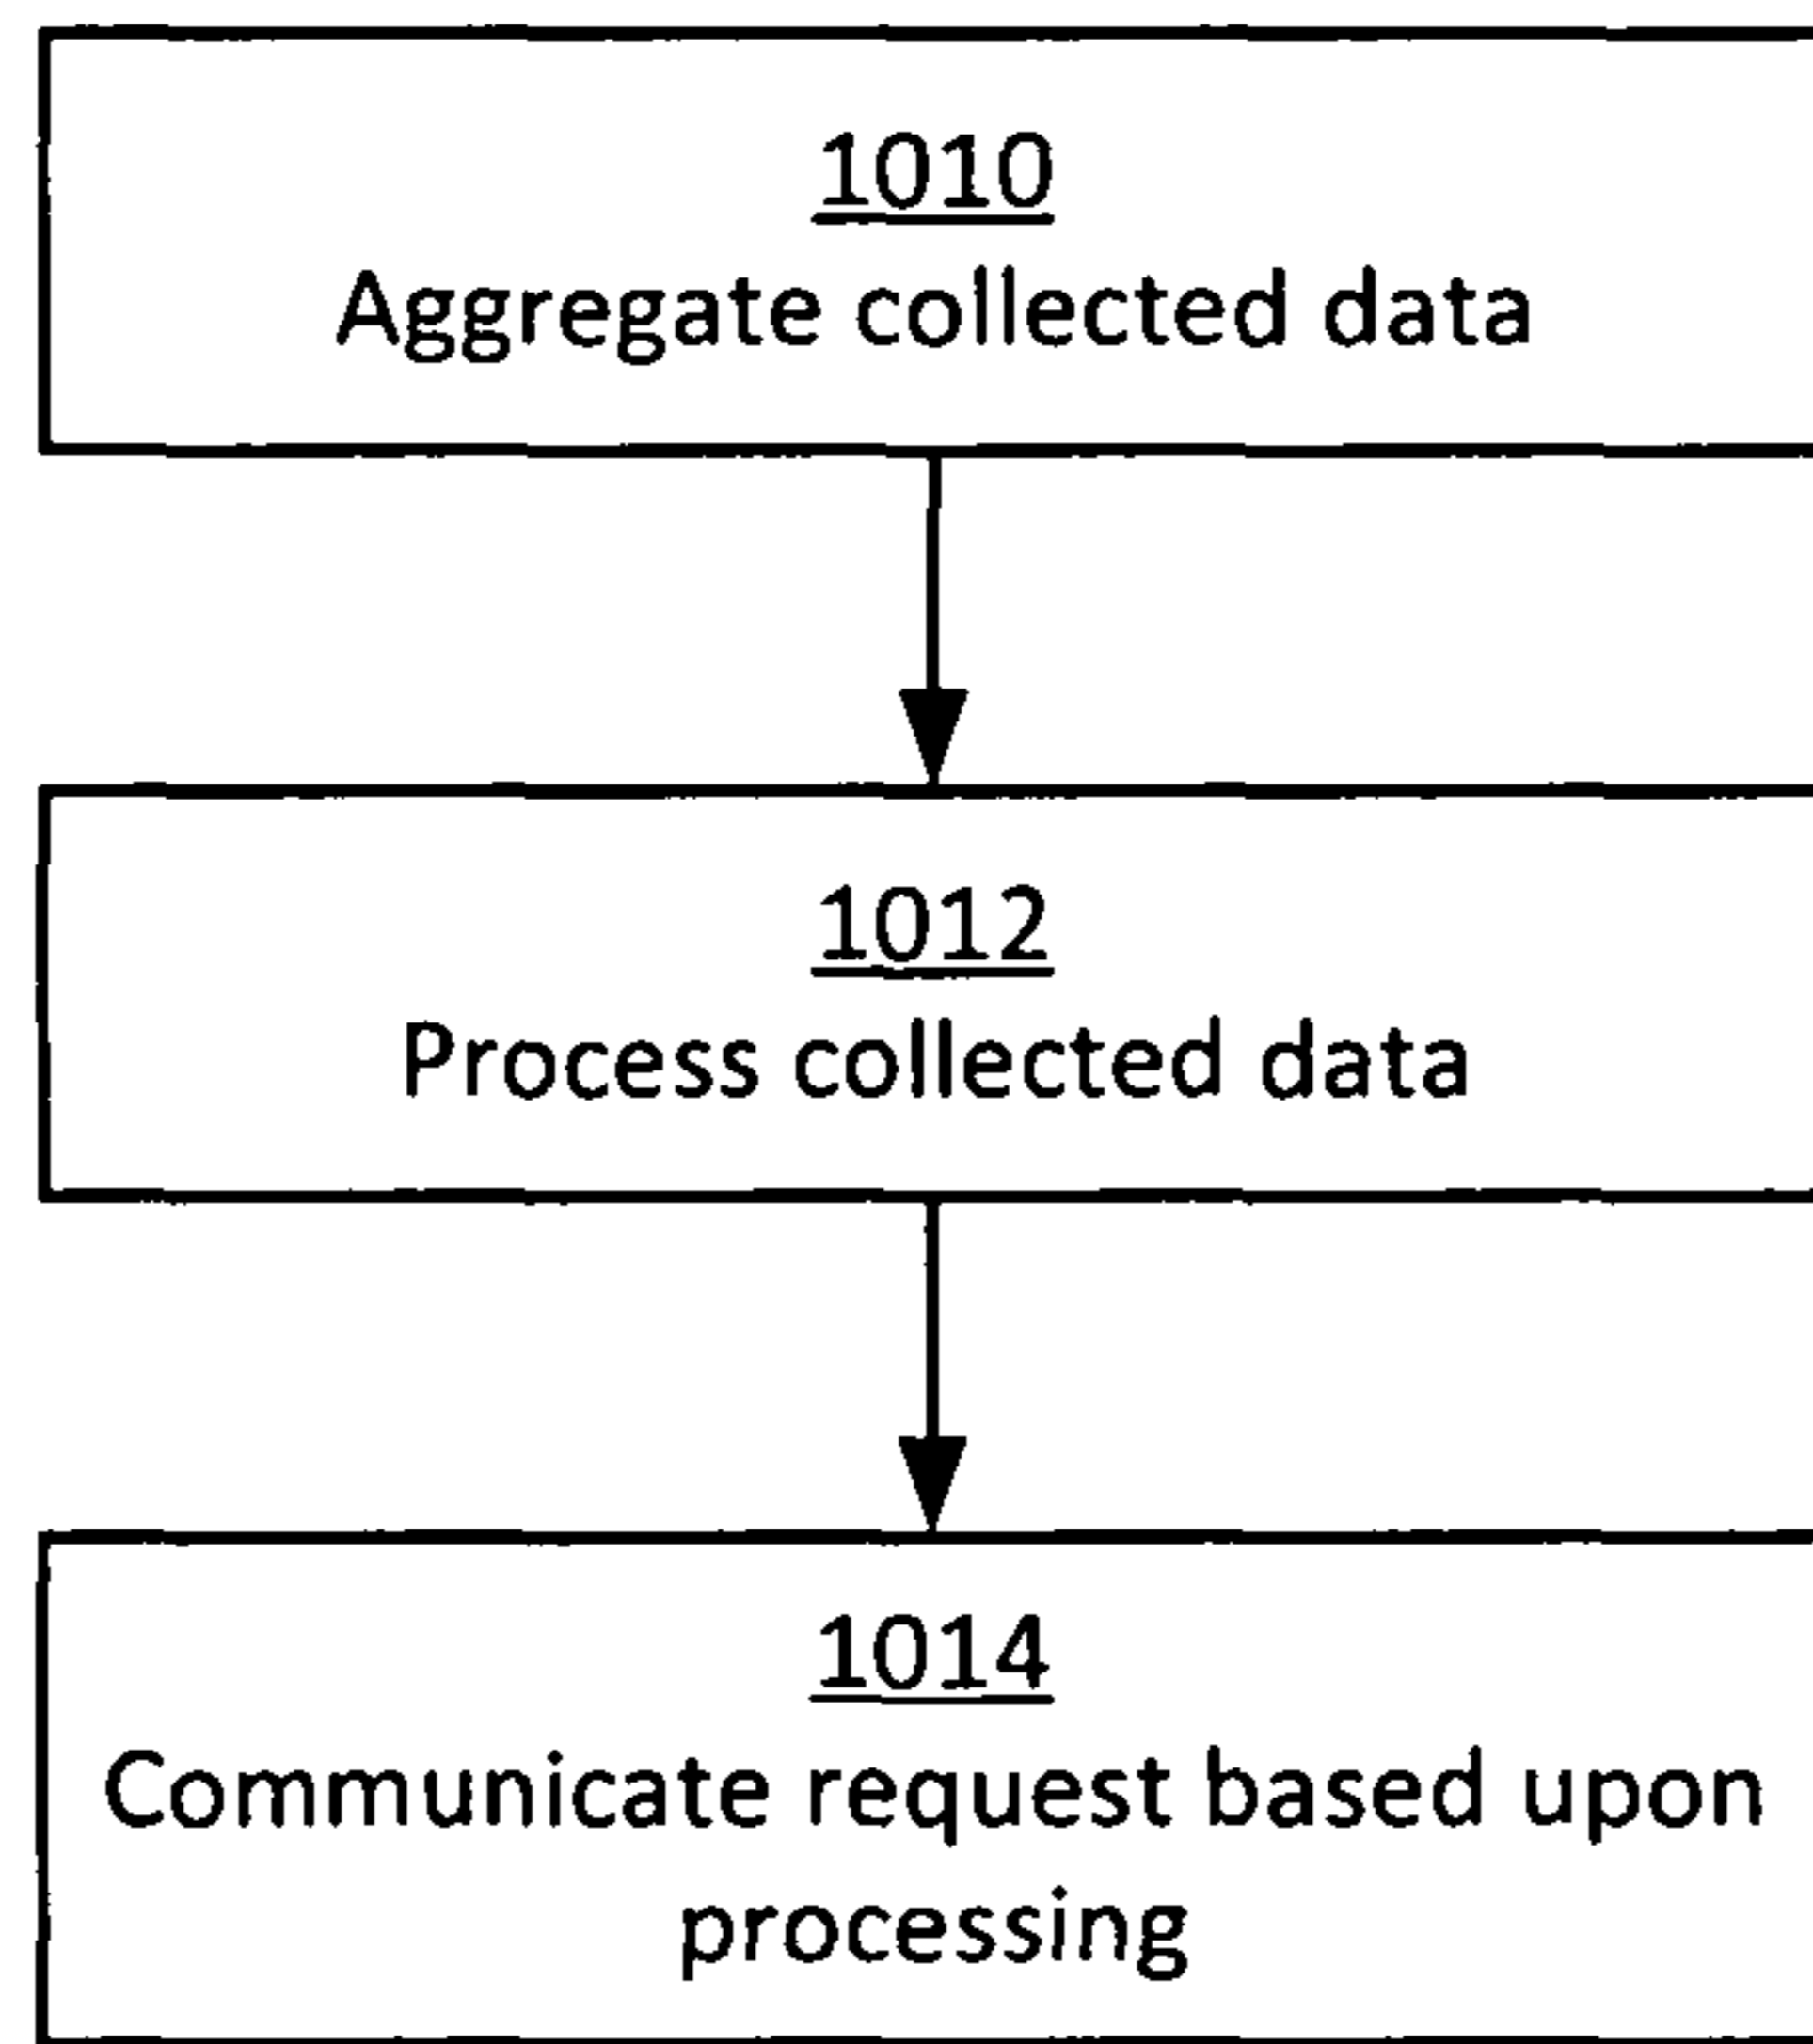 1010
Aggregate collected data
1012
Process collected data
1014
Communicate request based upon
processing